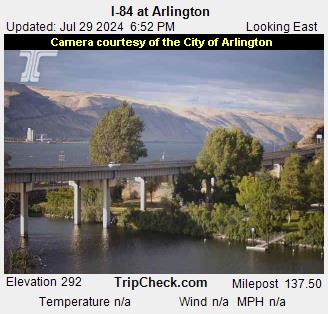 I-84 at Arlington
Updated: Jul 29 2024 6:52 PM Looking East
Camera courtesy of the City of Arlington
Elevation 292 TripCheck.com Milepost 137.50
Temperature n/a Wind n/a MPH n/a